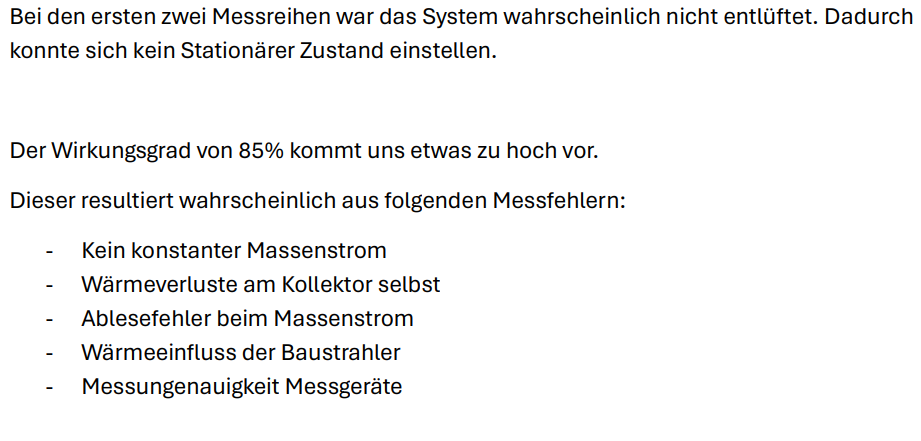 Bei den ersten zwei Messreihen war das System wahrscheinlich nicht entlüftet. Dadurch
konnte sich kein Stationärer Zustand einstellen.
Der Wirkungsgrad von 85% kommt uns etwas zu hoch vor.
Dieser resultiert wahrscheinlich aus folgenden Messfehlern:
- Kein konstanter Massenstrom
- Wärmeverluste am Kollektor selbst
- Ablesefehler beim Massenstrom
- Wärmeeinfluss der Baustrahler
- Messungenauigkeit Messgeräte